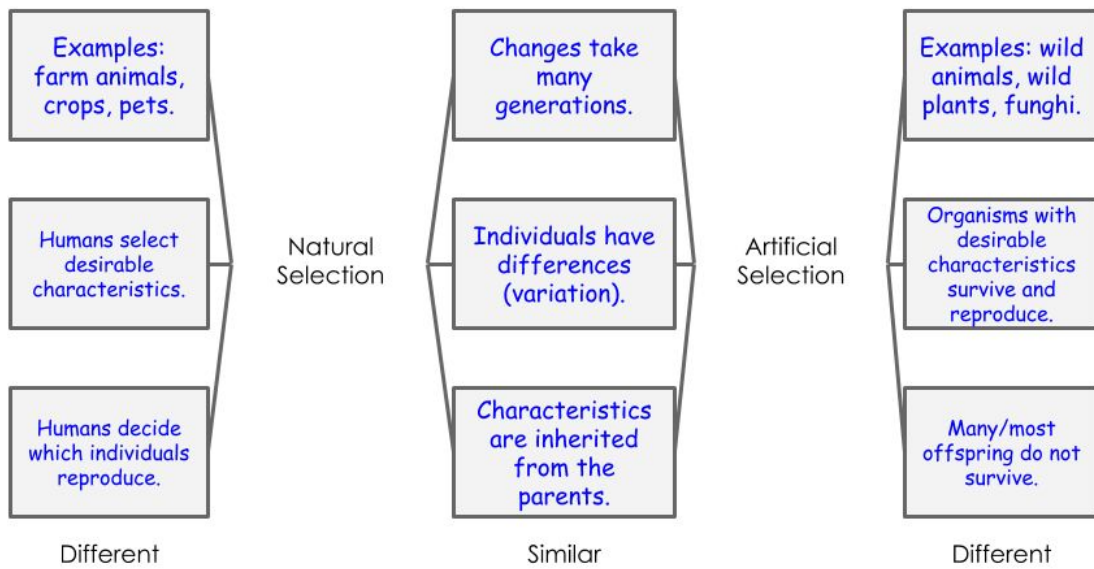 Examples:
farm animals,
crops, pets.
Changes take
many
generations.
Examples: wild
animals, wild
plants, funghi.
Humans select
desirable
characteristics.
Natural
Selection
Individuals have
differences
(variation).
Artificial
Selection
Organisms with
desirable
characteristics
survive and
reproduce.
Humans decide
which individuals
reproduce.
Characteristics
are inherited
from the
parents.
Many/most
offspring do not
survive.
Different
Similar
Different